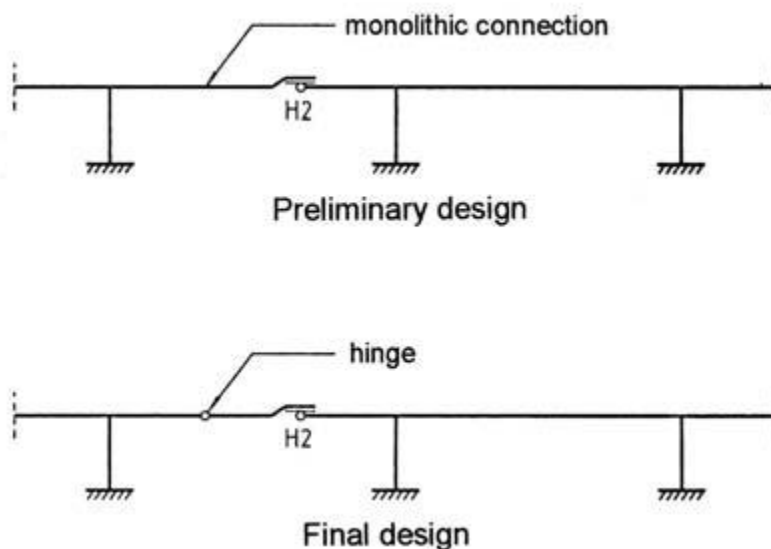 monolithic connection
H2
Preliminary design
hinge
H2
Final design